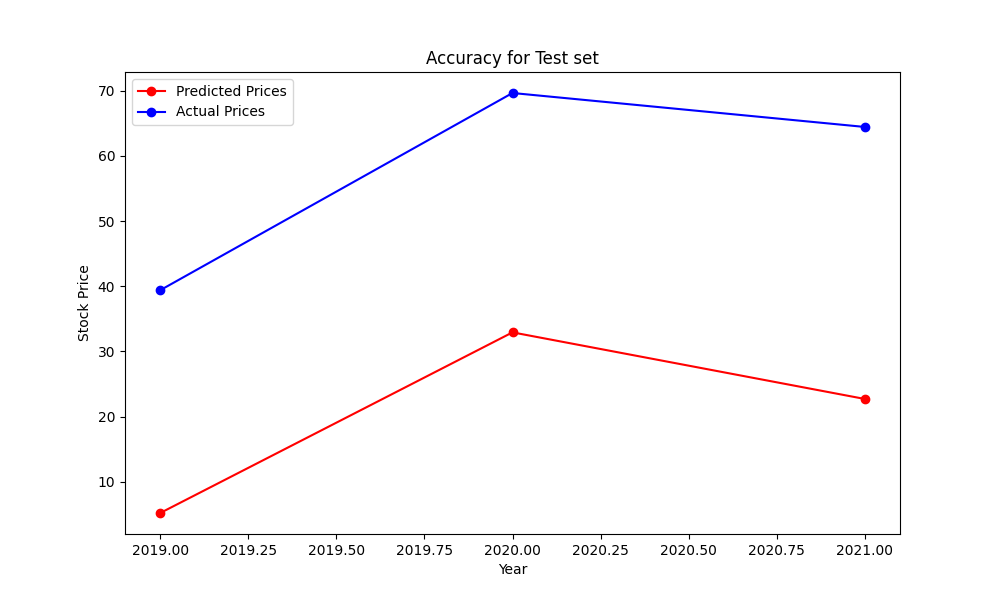 Accuracy for Test set
Predicted Prices
Actual Prices
70
60
50
40
30
20
10
Stock Price
2019.00 2019.25 2019.50 2019.75 2020.00 2020.25 2020.50 2020.75 2021.00
Year